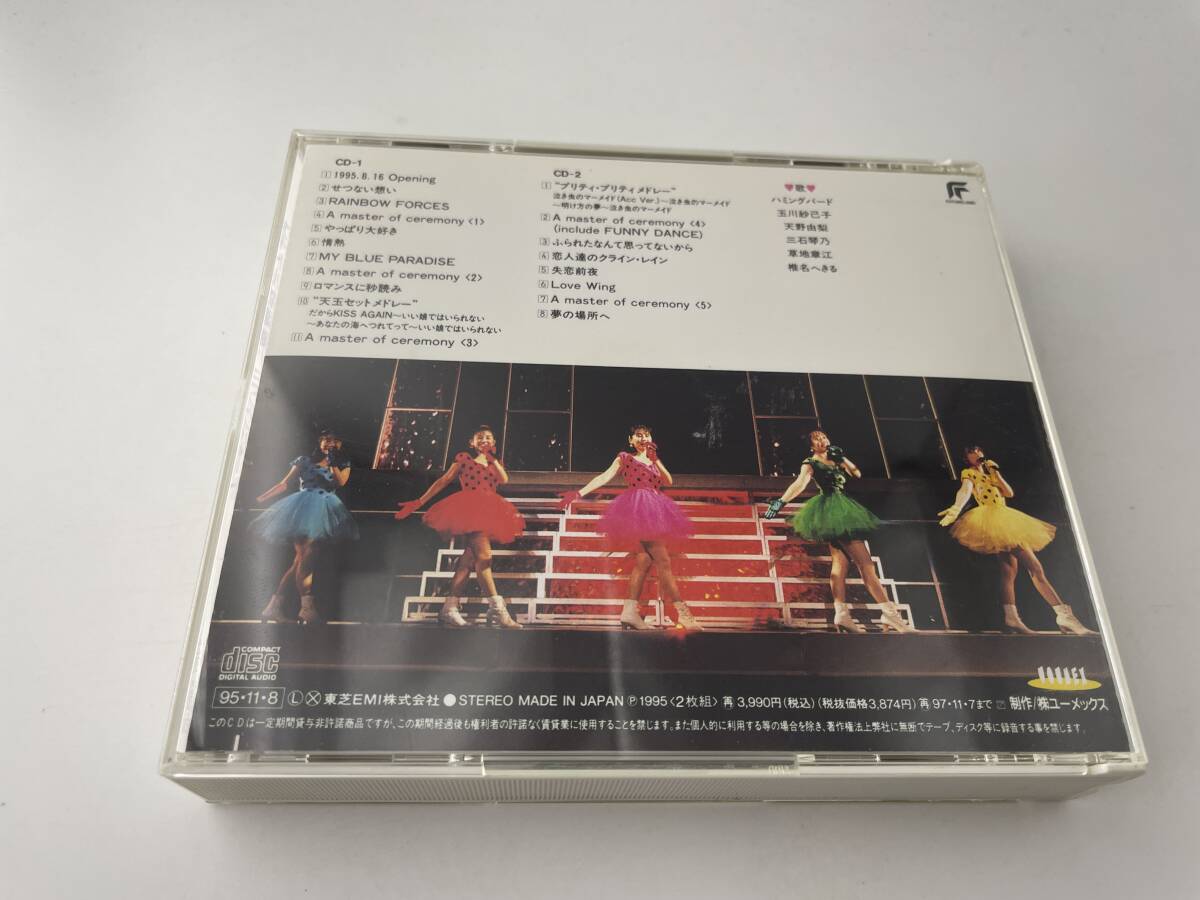 CD-1
1 1995.8.16 Opening
2 せつない想い
3 RAINBOW FORCES
4 A master of ceremony〈1〉
5 やっぱり大好き
6 情熱
7 MY BLUE PARADISE
8 A master of ceremony〈2〉
9 ロマンスに秒読み
10 "天玉セットメドレー"
だからKISS AGAIN～いい娘ではいられない
～あなたの海へつれてって～いい娘ではいられない
11 A master of ceremony〈3〉
CD-2
1 "プリティ・プリティメドレー"
泣き虫のマーメイド(Acc Ver.)～泣き虫のマーメイド
～明け方の夢～泣き虫のマーメイド
2 A master of ceremony〈4〉
(include FUNNY DANCE)
3 ふられたなんて思ってないから
4 恋人達のクライン・レイン
5 失恋前夜
6 Love Wing
7 A master of ceremony〈5〉
8 夢の場所へ
♥歌♥
ハミングバード
玉川紗己子
天野由梨
三石琴乃
草地章江
椎名へきる
COMPACT
disc
DIGITAL AUDIO
95・11・8 Ⓛ Ⓧ 東芝EMI株式会社 ● STEREO MADE IN JAPAN Ⓟ1995〈2枚組〉再 3,990円(税込)(税抜価格3,874円)再 97・11・7まで 制作/㈱ユーメックス
このCDは一定期間貸与非許諾商品ですが、この期間経過後も権利者の許諾なく賃貸業に使用することを禁じます。また個人的に利用する等の場合を除き、著作権法上弊社に無断でテープ、ディスク等に録音する事を禁じます。